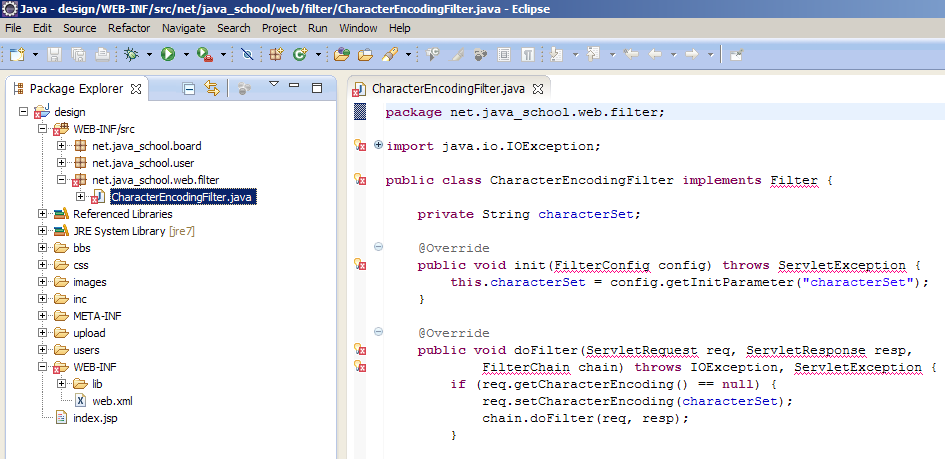 Java - design/WEB-INF/src/net/java_school/web/filter/CharacterEncodingFilter.java - Eclipse
File Edit Source Refactor Navigate Search Project Run Window Help
Package Explorer
design
WEB-INF/src
net.java_school.board
net.java_school.user
net.java_school.web.filter
CharacterEncodingFilter.java
Referenced Libraries
JRE System Library [jre7]
bbs
css
images
inc
META-INF
upload
users
WEB-INF
lib
web.xml
index.jsp
CharacterEncodingFilter.java
package net.java_school.web.filter;
import java.io.IOException;
public class CharacterEncodingFilter implements Filter {
private String characterSet;
@Override
public void init(FilterConfig config) throws ServletException {
this.characterSet = config.getInitParameter("characterSet");
}
@Override
public void doFilter(ServletRequest req, ServletResponse resp,
FilterChain chain) throws IOException, ServletException {
if (req.getCharacterEncoding() == null) {
req.setCharacterEncoding(characterSet);
chain.doFilter(req, resp);
}